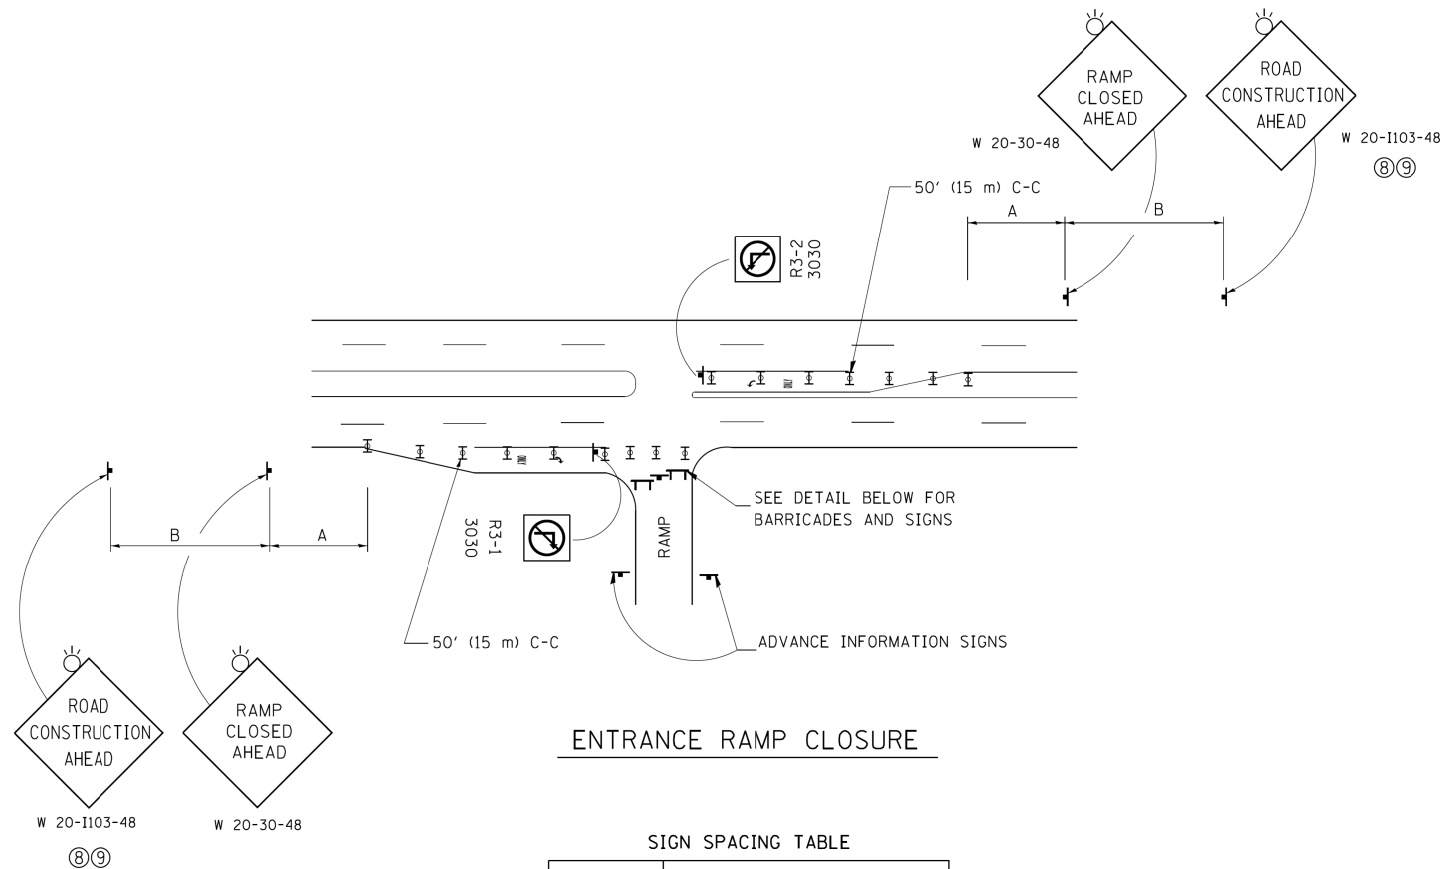 RAMP
CLOSED
AHEAD
W 20-30-48
ROAD
CONSTRUCTION
AHEAD
W 20-I103-48
⑧⑨
50' (15 m) C-C
A
B
R3-2
3030
B
A
R3-1
3030
RAMP
SEE DETAIL BELOW FOR
BARRICADES AND SIGNS
50' (15 m) C-C
ADVANCE INFORMATION SIGNS
ROAD
CONSTRUCTION
AHEAD
W 20-I103-48
⑧⑨
RAMP
CLOSED
AHEAD
W 20-30-48
ENTRANCE RAMP CLOSURE
SIGN SPACING TABLE